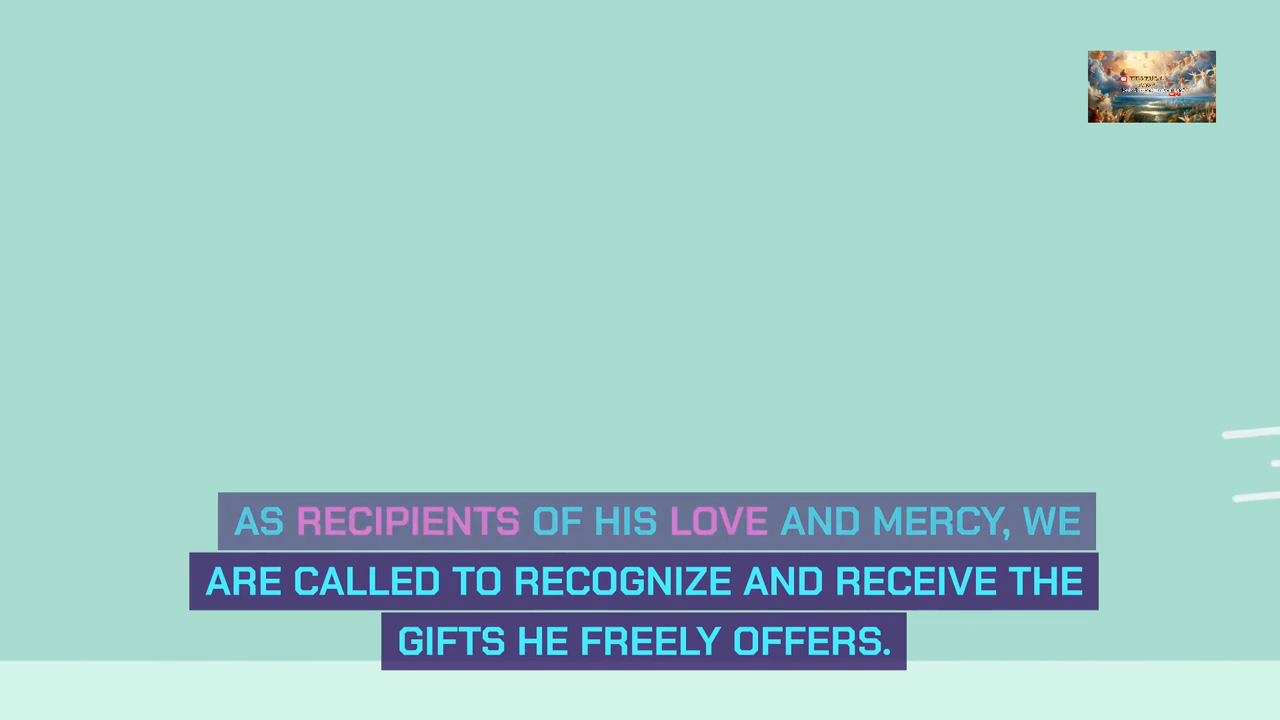 AS RECIPIENTS OF HIS LOVE AND MERCY, WE
ARE CALLED TO RECOGNIZE AND RECEIVE THE
GIFTS HE FREELY OFFERS.